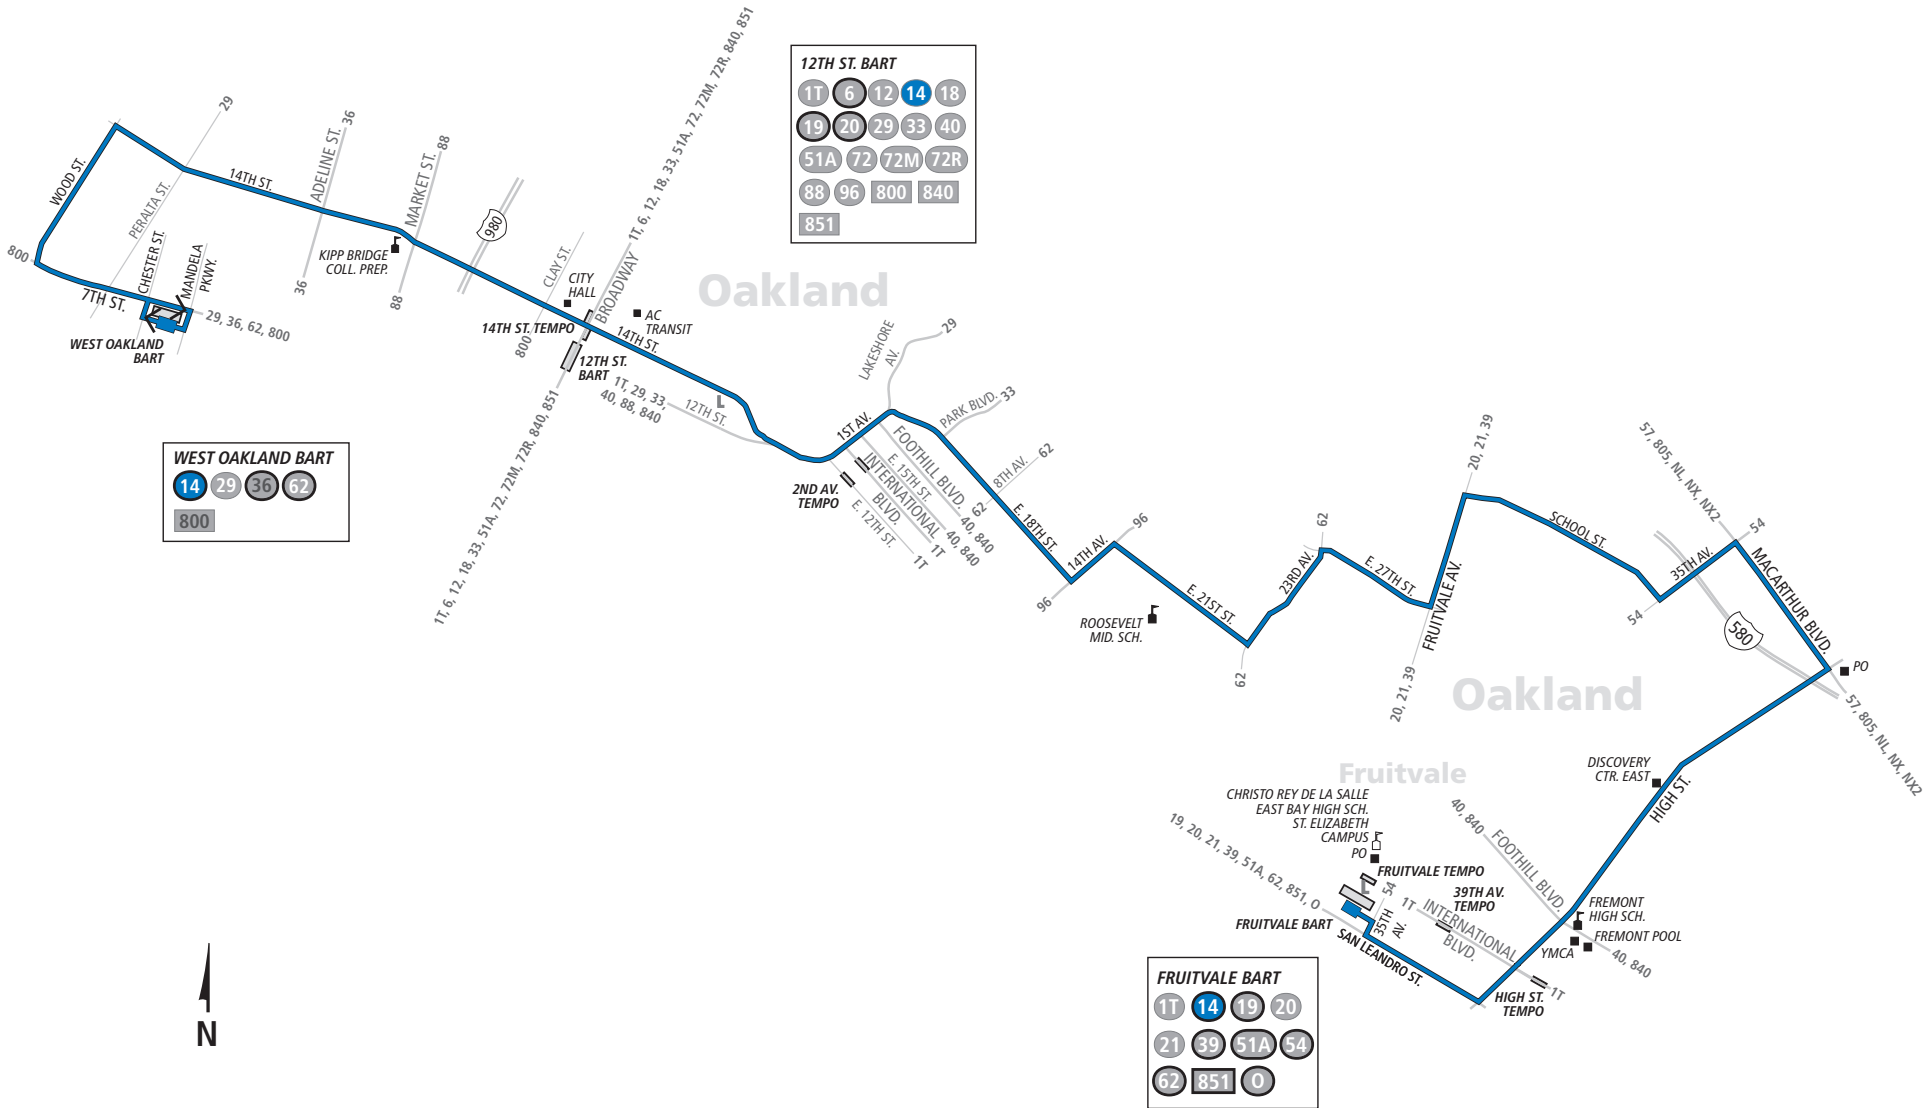 12TH ST. BART
1T 6 12 14 18
19 20 29 33 40
51A 72 72M 72R
88 96 800 840
851
1T, 6, 12, 18, 33, 51A, 72, 72M, 72R, 840, 851
BROADWAY
29
36
ADELINE ST.
88
MARKET ST.
980
WOOD ST.
14TH ST.
PERALTA ST.
CHESTER ST.
MANDELA
PKWY.
800
7TH ST.
36
88
KIPP BRIDGE
COLL. PREP.
CLAY ST.
CITY
HALL
AC
TRANSIT
Oakland
29, 36, 62, 800
WEST OAKLAND
BART
14TH ST. TEMPO
800
14TH ST.
12TH ST.
BART
1T, 29, 33,
40, 88, 840
12TH ST.
1T, 6, 12, 18, 33, 51A, 72, 72M, 72R, 840, 851
WEST OAKLAND BART
14 29 36 62
800
LAKESHORE
AV.
29
1ST AV.
PARK BLVD.
33
2ND AV.
TEMPO
FOOTHILL BLVD.
40, 840
E. 15TH ST.
40, 840
INTERNATIONAL
BLVD.
1T
E. 12TH ST.
1T
8TH AV.
62
62
E. 18TH ST.
14TH AV.
96
96
E. 21ST ST.
ROOSEVELT
MID. SCH.
62
23RD AV.
62
E. 27TH ST.
20, 21, 39
FRUITVALE AV.
20, 21, 39
SCHOOL ST.
57, 805, NL, NX, NX2
54
35TH AV.
54
MACARTHUR BLVD.
580
PO
57, 805, NL, NX, NX2
Oakland
Fruitvale
DISCOVERY
CTR. EAST
HIGH ST.
CHRISTO REY DE LA SALLE
EAST BAY HIGH SCH.
ST. ELIZABETH
CAMPUS
PO
FRUITVALE TEMPO
40, 840
FOOTHILL BLVD.
19, 20, 21, 39, 51A, 62, 851, O
54
1T
39TH AV.
TEMPO
INTERNATIONAL
BLVD.
FRUITVALE BART
35TH
AV.
SAN LEANDRO ST.
FREMONT
HIGH SCH.
FREMONT POOL
YMCA
40, 840
1T
HIGH ST.
TEMPO
FRUITVALE BART
1T 14 19 20
21 39 51A 54
62 851 O
N